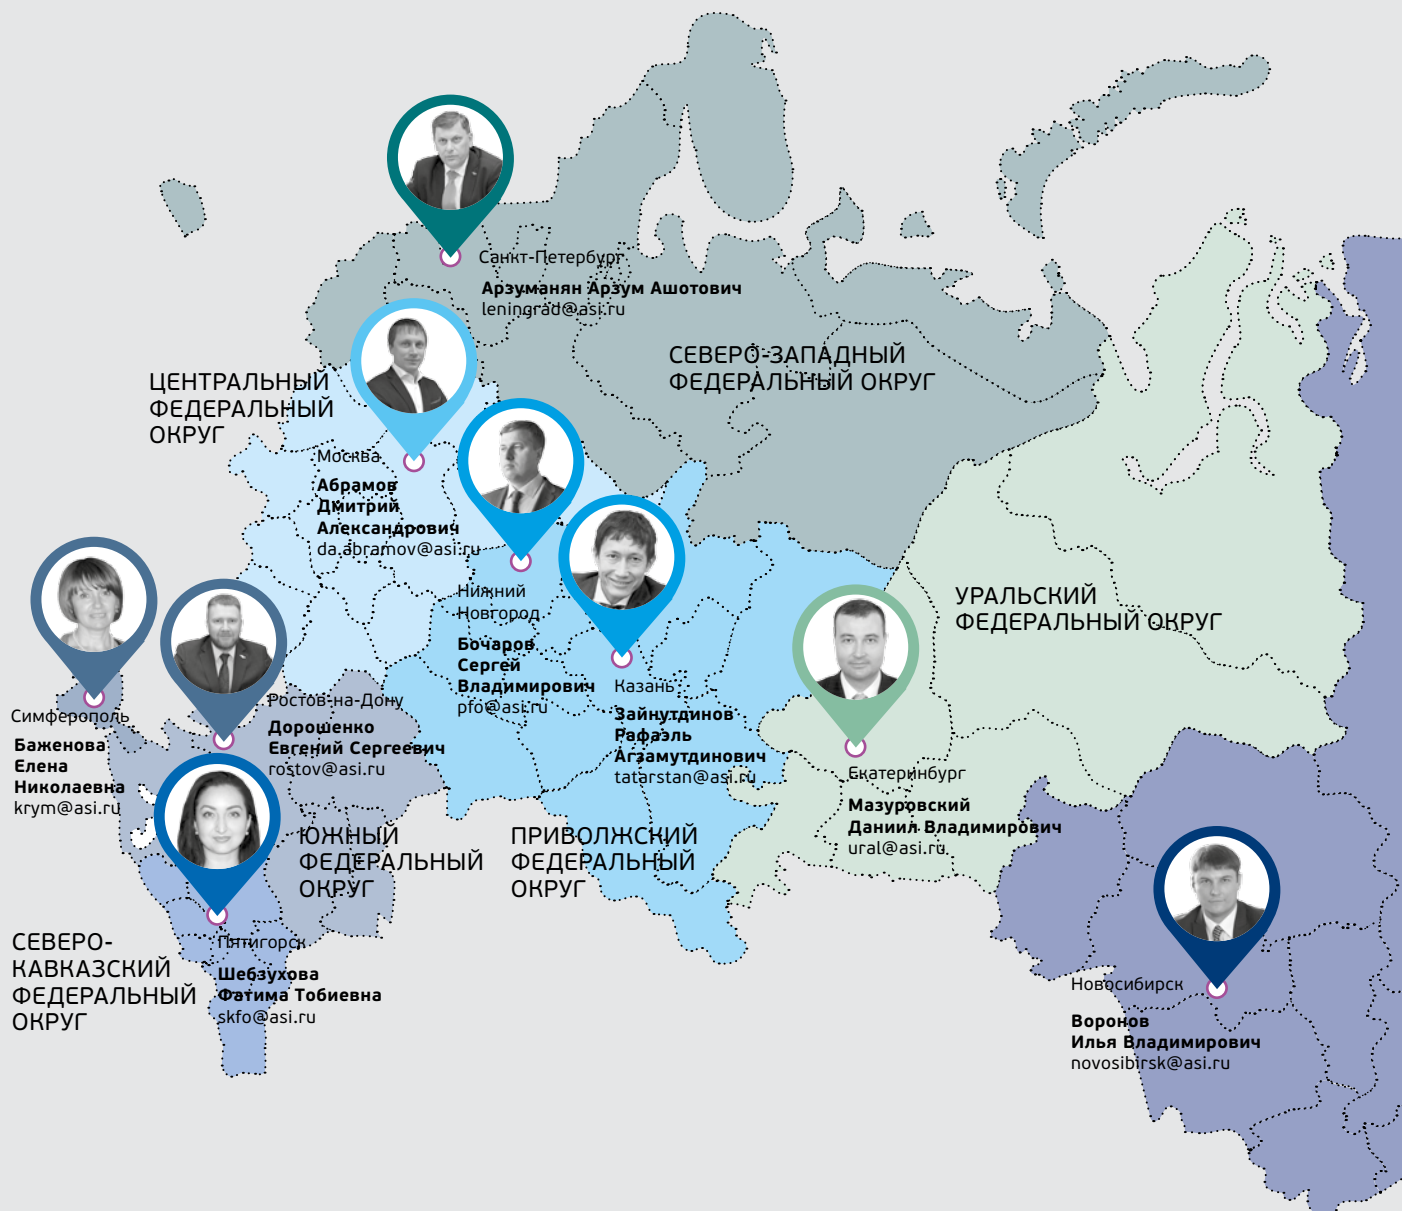 Санкт-Петербург
Арзуманян Арзум Ашотович
leningrad@asi.ru
СЕВЕРО-ЗАПАДНЫЙ
ФЕДЕРАЛЬНЫЙ ОКРУГ
ЦЕНТРАЛЬНЫЙ
ФЕДЕРАЛЬНЫЙ
ОКРУГ
Москва
Абрамов
Дмитрий
Александрович
da.abramov@asi.ru
Нижний
Новгород
Бочаров
Сергей
Владимирович
pfo@asi.ru
Казань
Зайнутдинов
Рафаэль
Агзамутдинович
tatarstan@asi.ru
УРАЛЬСКИЙ
ФЕДЕРАЛЬНЫЙ ОКРУГ
Симферополь
Баженова
Елена
Николаевна
krym@asi.ru
Ростов-на-Дону
Дорошенко
Евгений Сергеевич
rostov@asi.ru
Екатеринбург
Мазуровский
Даниил Владимирович
ural@asi.ru
ЮЖНЫЙ
ФЕДЕРАЛЬНЫЙ
ОКРУГ
ПРИВОЛЖСКИЙ
ФЕДЕРАЛЬНЫЙ
ОКРУГ
СЕВЕРО-
КАВКАЗСКИЙ
ФЕДЕРАЛЬНЫЙ
ОКРУГ
Пятигорск
Шебзухова
Фатима Тобиевна
skfo@asi.ru
Новосибирск
Воронов
Илья Владимирович
novosibirsk@asi.ru